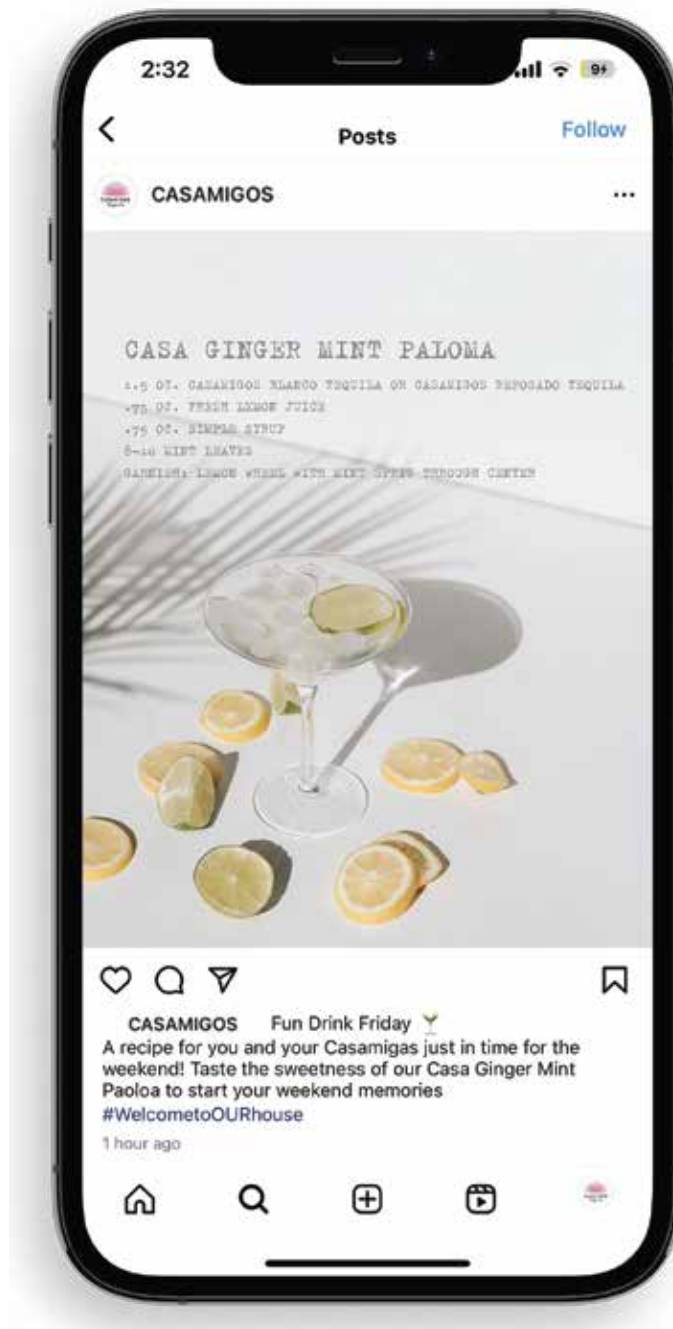 2:32
Posts
Follow
CASAMIGOS
CASA GINGER MINT PALOMA
1.5 OZ. CASAMIGOS BLANCO TEQUILA OR CASAMIGOS REPOSADO TEQUILA
.75 OZ. FRESH LEMON JUICE
.75 OZ. SIMPLE SYRUP
8-10 MINT LEAVES
GARNISH: LEMON WHEEL WITH MINT SPRIG THROUGH CENTER
CASAMIGOS Fun Drink Friday
A recipe for you and your Casamigas just in time for the
weekend! Taste the sweetness of our Casa Ginger Mint
Paoloa to start your weekend memories
#WelcometoOURhouse
1 hour ago